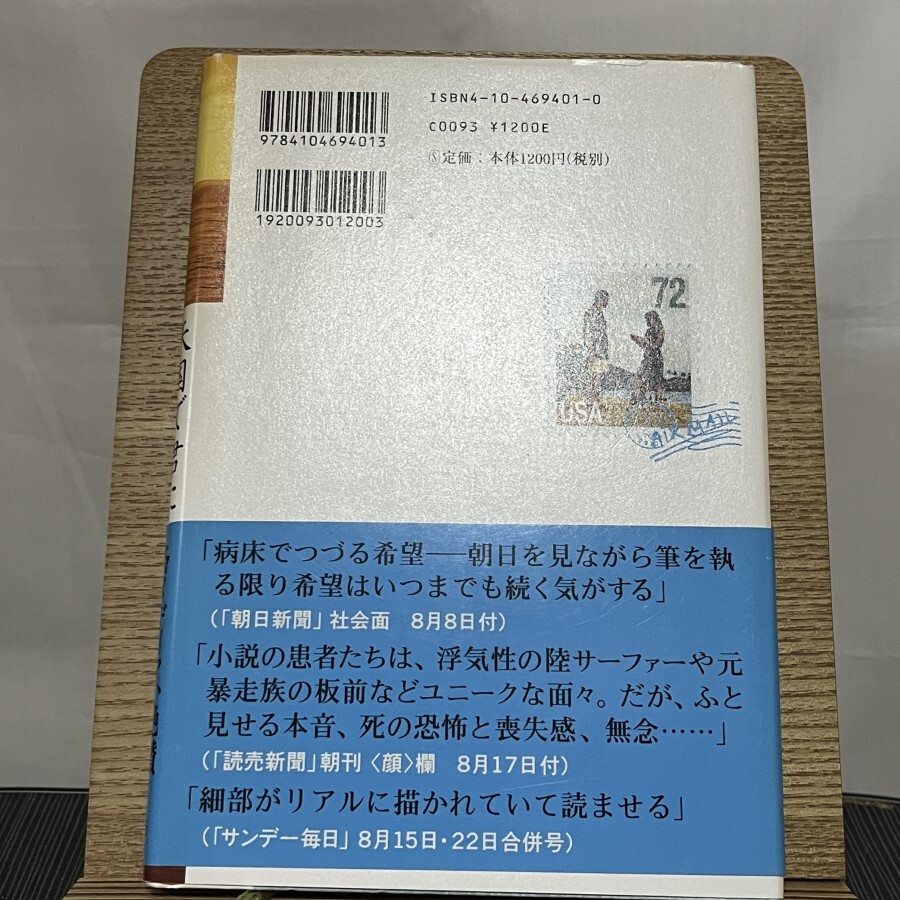 ISBN4-10-469401-0
C0093 ¥1200E
Ⓢ定価：本体1200円(税別)
9784104694013
1920093012003
72
USA
AIR MAIL
「病床でつづる希望──朝日を見ながら筆を執
る限り希望はいつまでも続く気がする」
(「朝日新聞」社会面　8月8日付)
「小説の患者たちは、浮気性の陸サーファーや元
暴走族の板前などユニークな面々。だが、ふと
見せる本音、死の恐怖と喪失感、無念……」
(「読売新聞」朝刊〈顔〉欄　8月17日付)
「細部がリアルに描かれていて読ませる」
(「サンデー毎日」8月15日・22日合併号)